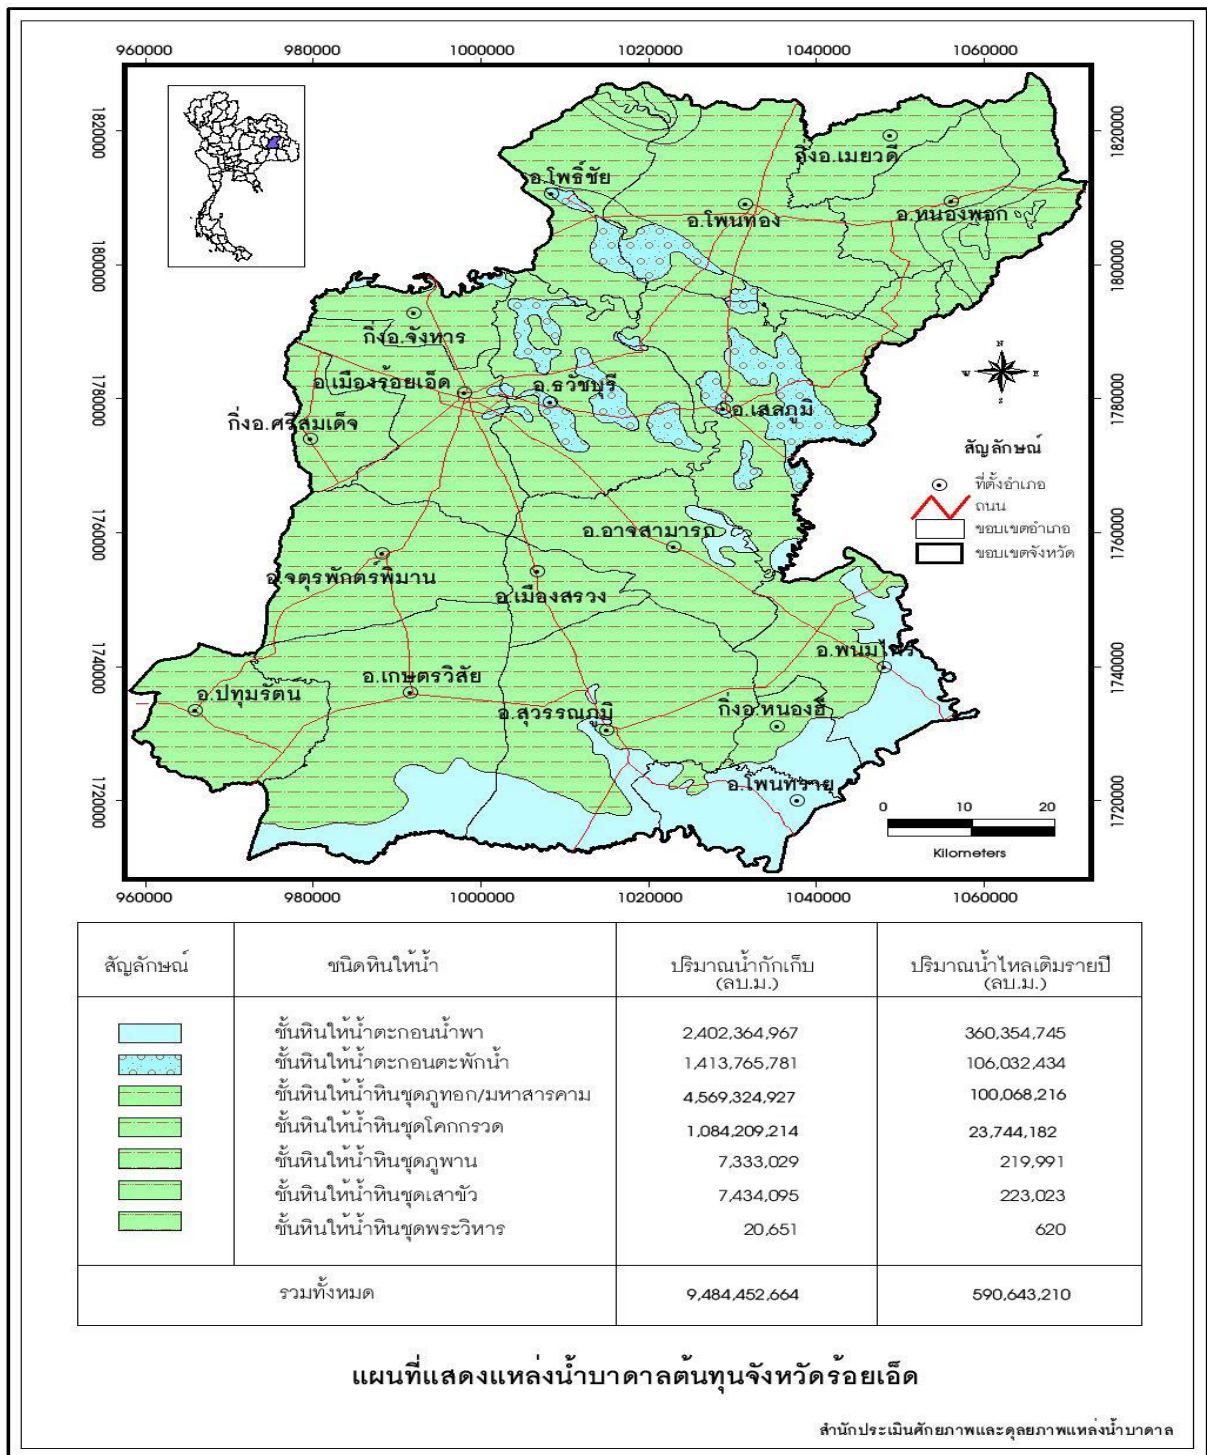 960000 980000 1000000 1020000 1040000 1060000
1820000 1820000
กิ่งอ.เมยวดี
อ.โพธิ์ชัย
อ.โพนทอง อ.หนองพอก
1800000 1800000
กิ่งอ.จังหาร
N
W E
S
1780000 1780000
อ.เมืองร้อยเอ็ด อ.ธวัชบุรี
อ.เสลภูมิ
กิ่งอ.ศรีสมเด็จ
สัญลักษณ์
ที่ตั้งอำเภอ
ถนน
ขอบเขตอำเภอ
ขอบเขตจังหวัด
1760000 1760000
อ.อาจสามารถ
อ.จตุรพักตร์พิมาน
อ.เมืองสรวง
1740000 1740000
อ.พนมไพร
อ.เกษตรวิสัย
อ.ปทุมรัตน์
อ.สุวรรณภูมิ กิ่งอ.หนองฮี
อ.โพนทราย
1720000 1720000
0 10 20
Kilometers
960000 980000 1000000 1020000 1040000 1060000
สัญลักษณ์ ชนิดหินให้น้ำ ปริมาณน้ำกักเก็บ (ลบ.ม.) ปริมาณน้ำไหลเติมรายปี (ลบ.ม.)
ชั้นหินให้น้ำตะกอนน้ำพา 2,402,364,967 360,354,745
ชั้นหินให้น้ำตะกอนตะพักน้ำ 1,413,765,781 106,032,434
ชั้นหินให้น้ำหินชุดภูทอก/มหาสารคาม 4,569,324,927 100,068,216
ชั้นหินให้น้ำหินชุดโคกกรวด 1,084,209,214 23,744,182
ชั้นหินให้น้ำหินชุดภูพาน 7,333,029 219,991
ชั้นหินให้น้ำหินชุดเสาขัว 7,434,095 223,023
ชั้นหินให้น้ำหินชุดพระวิหาร 20,651 620
รวมทั้งหมด 9,484,452,664 590,643,210
แผนที่แสดงแหล่งน้ำบาดาลต้นทุนจังหวัดร้อยเอ็ด
สำนักประเมินศักยภาพและดุลยภาพแหล่งน้ำบาดาล